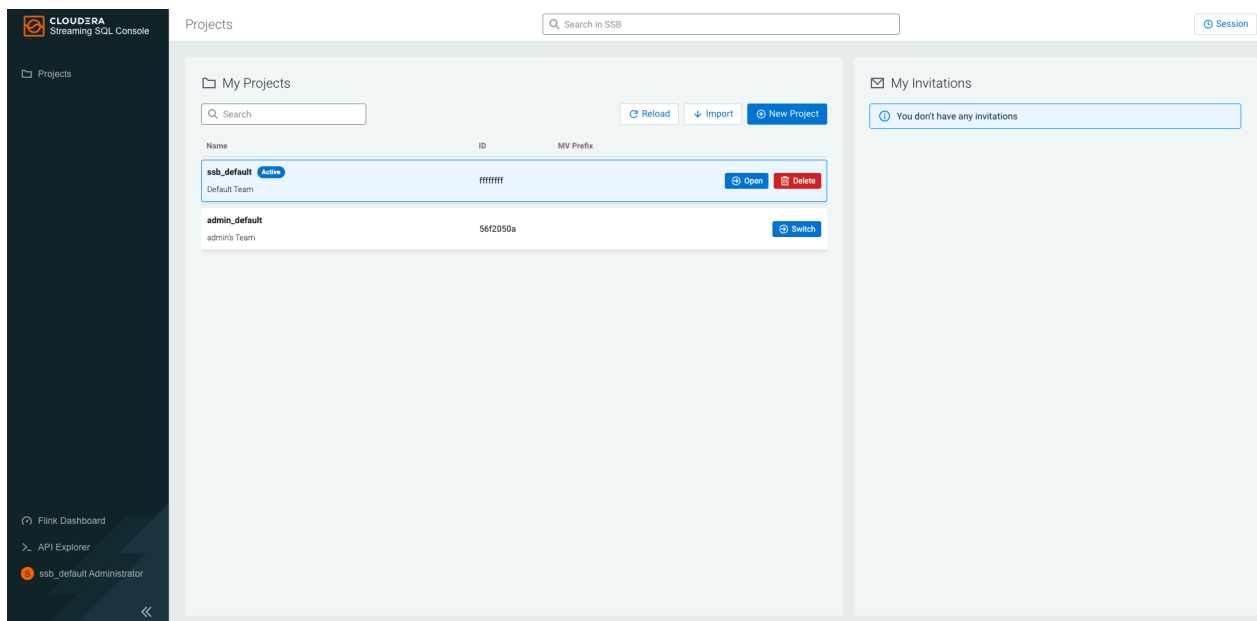 CLOUDERA
Streaming SQL Console
Projects
Search in SSB
Session
Projects
My Projects
My Invitations
Search
Reload
Import
New Project
You don't have any invitations
Name ID MV Prefix
ssb_default Active
Default Team
ffffffff
Open
Delete
admin_default
admin's Team
56f2050a
Switch
Flink Dashboard
API Explorer
S ssb_default Administrator